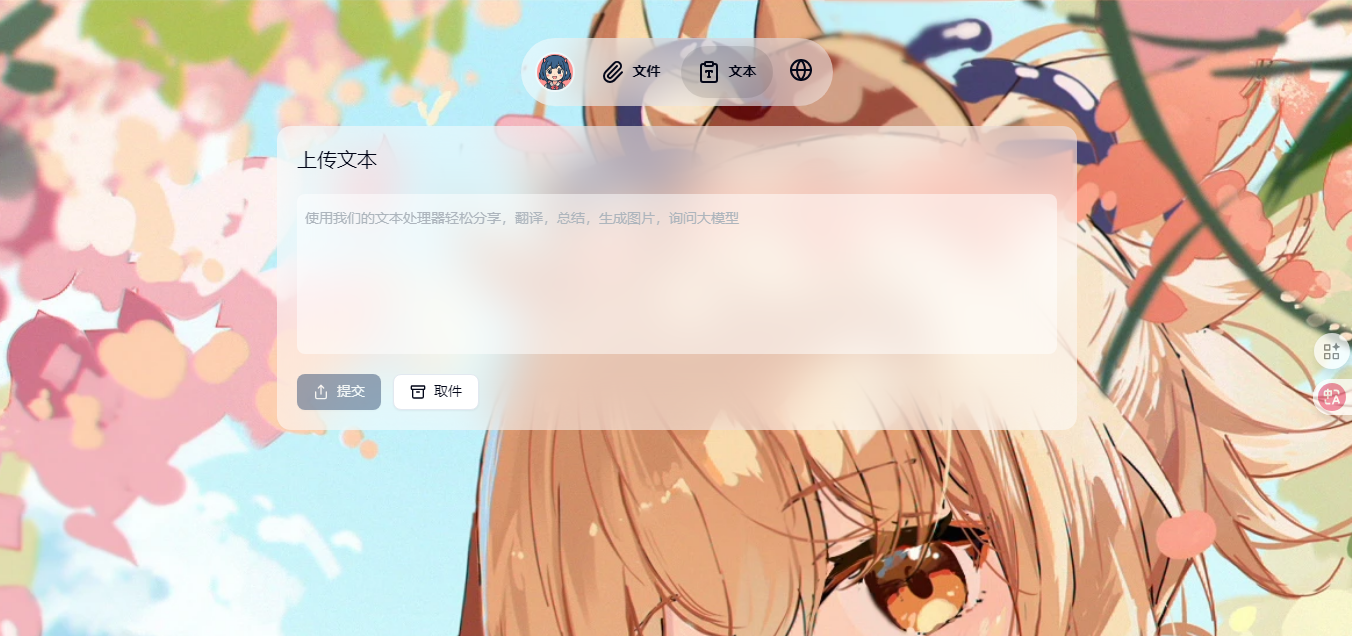 文件
文本
上传文本
使用我们的文本处理器轻松分享，翻译，总结，生成图片，询问大模型
提交
取件